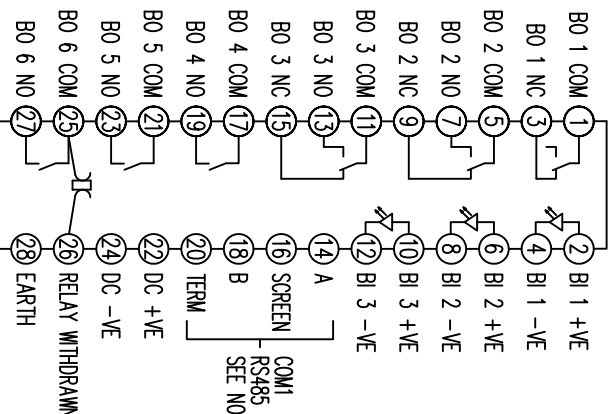 BO 1 COM
BO 1 NC
BO 2 COM
BO 2 NO
BO 2 NC
BO 3 COM
BO 3 NO
BO 3 NC
BO 4 COM
BO 4 NO
BO 5 COM
BO 5 NO
BO 6 COM
BO 6 NO
1
3
5
7
9
11
13
15
17
19
21
23
25
27
2
4
6
8
10
12
14
16
18
20
22
24
26
28
BI 1 +VE
BI 1 -VE
BI 2 +VE
BI 2 -VE
BI 3 +VE
BI 3 -VE
A
SCREEN
B
TERM
DC +VE
DC -VE
RELAY WITHDRAWN
EARTH
COM1
RS485
SEE NO